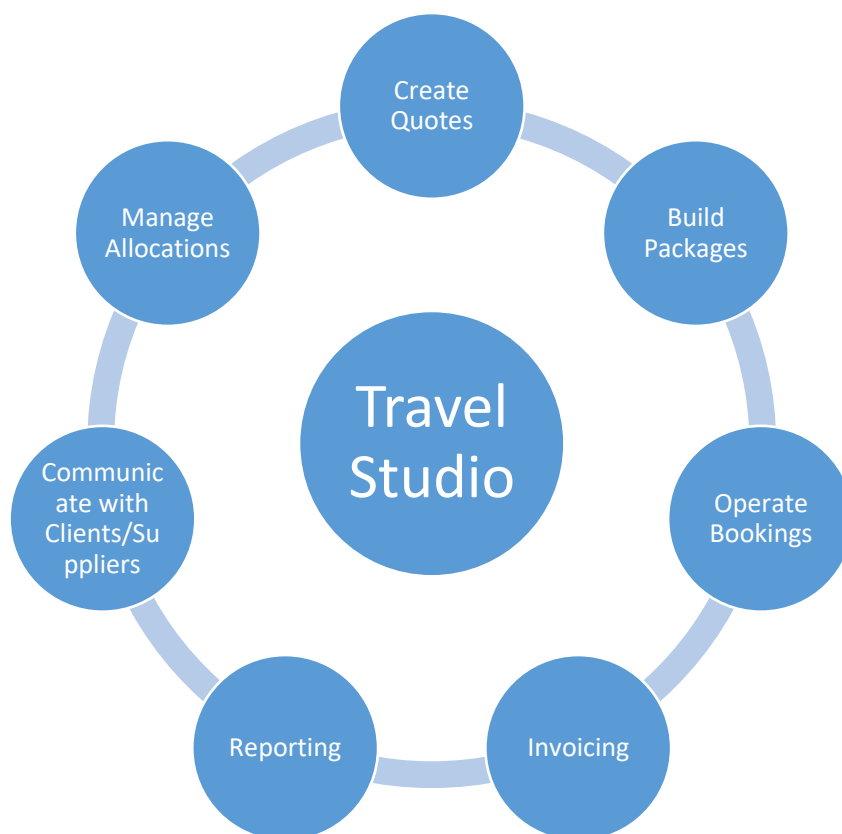 Create
Quotes
Build
Packages
Operate
Bookings
Invoicing
Reporting
Communic
ate with
Clients/Su
ppliers
Manage
Allocations
Travel
Studio